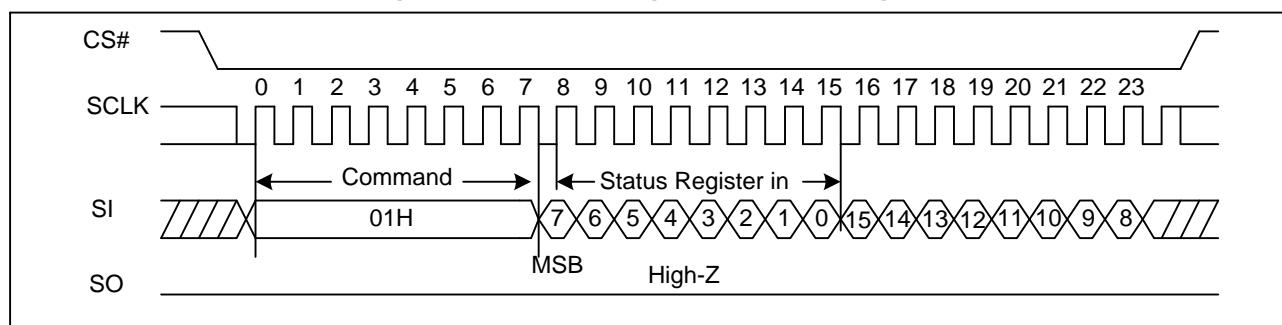 CS#
0 1 2 3 4 5 6 7 8 9 10 11 12 13 14 15 16 17 18 19 20 21 22 23
SCLK
Command Status Register in
SI 01H 7 6 5 4 3 2 1 0 15 14 13 12 11 10 9 8
MSB High-Z
SO